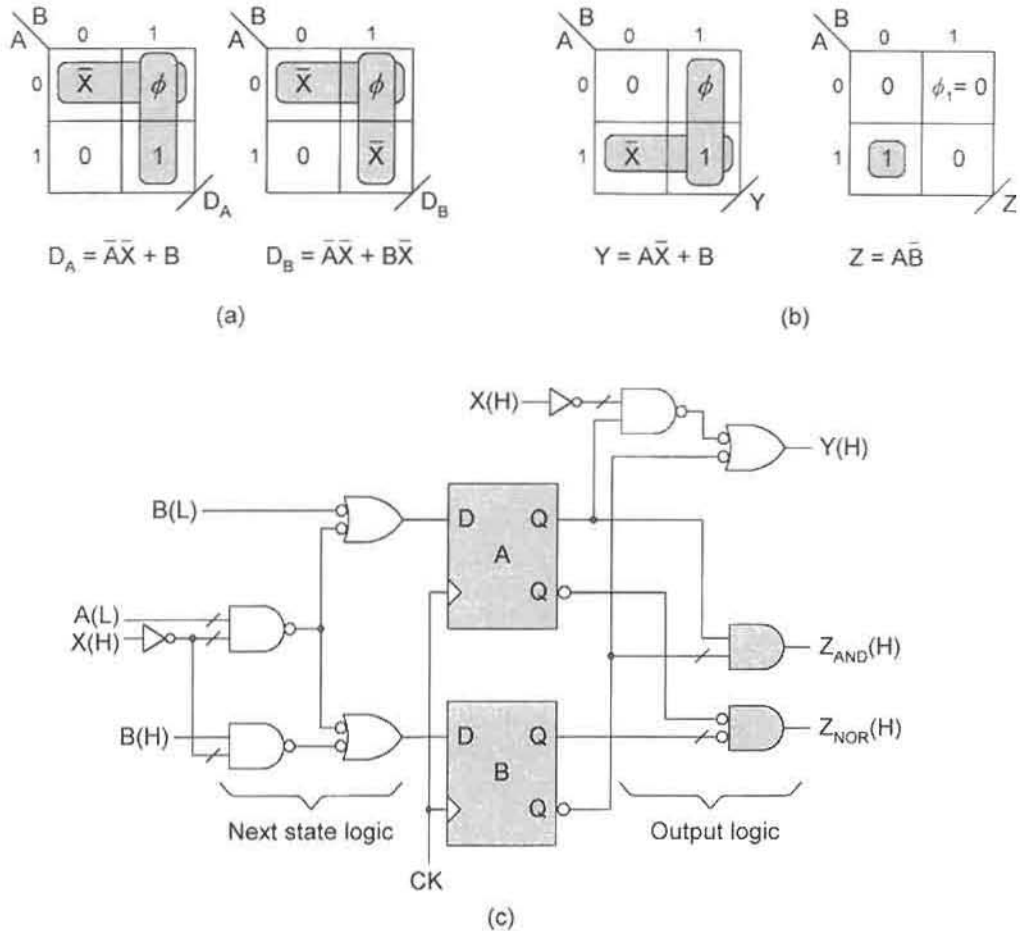 B B B B
A 0 1 A 0 1 A 0 1 A 0 1
0 X̄ ϕ 0 X̄ ϕ 0 0 ϕ 0 0 ϕ₁= 0
1 0 1 1 0 X̄ 1 X̄ 1 1 1 0
D_A D_B Y Z
D_A = ĀX̄ + B D_B = ĀX̄ + BX̄ Y = AX̄ + B Z = AB̄
(a) (b)
X(H)
Y(H)
B(L) D Q
A
Q
A(L)
X(H)
Z_AND(H)
B(H) D Q Z_NOR(H)
B
Q
Next state logic Output logic
CK
(c)